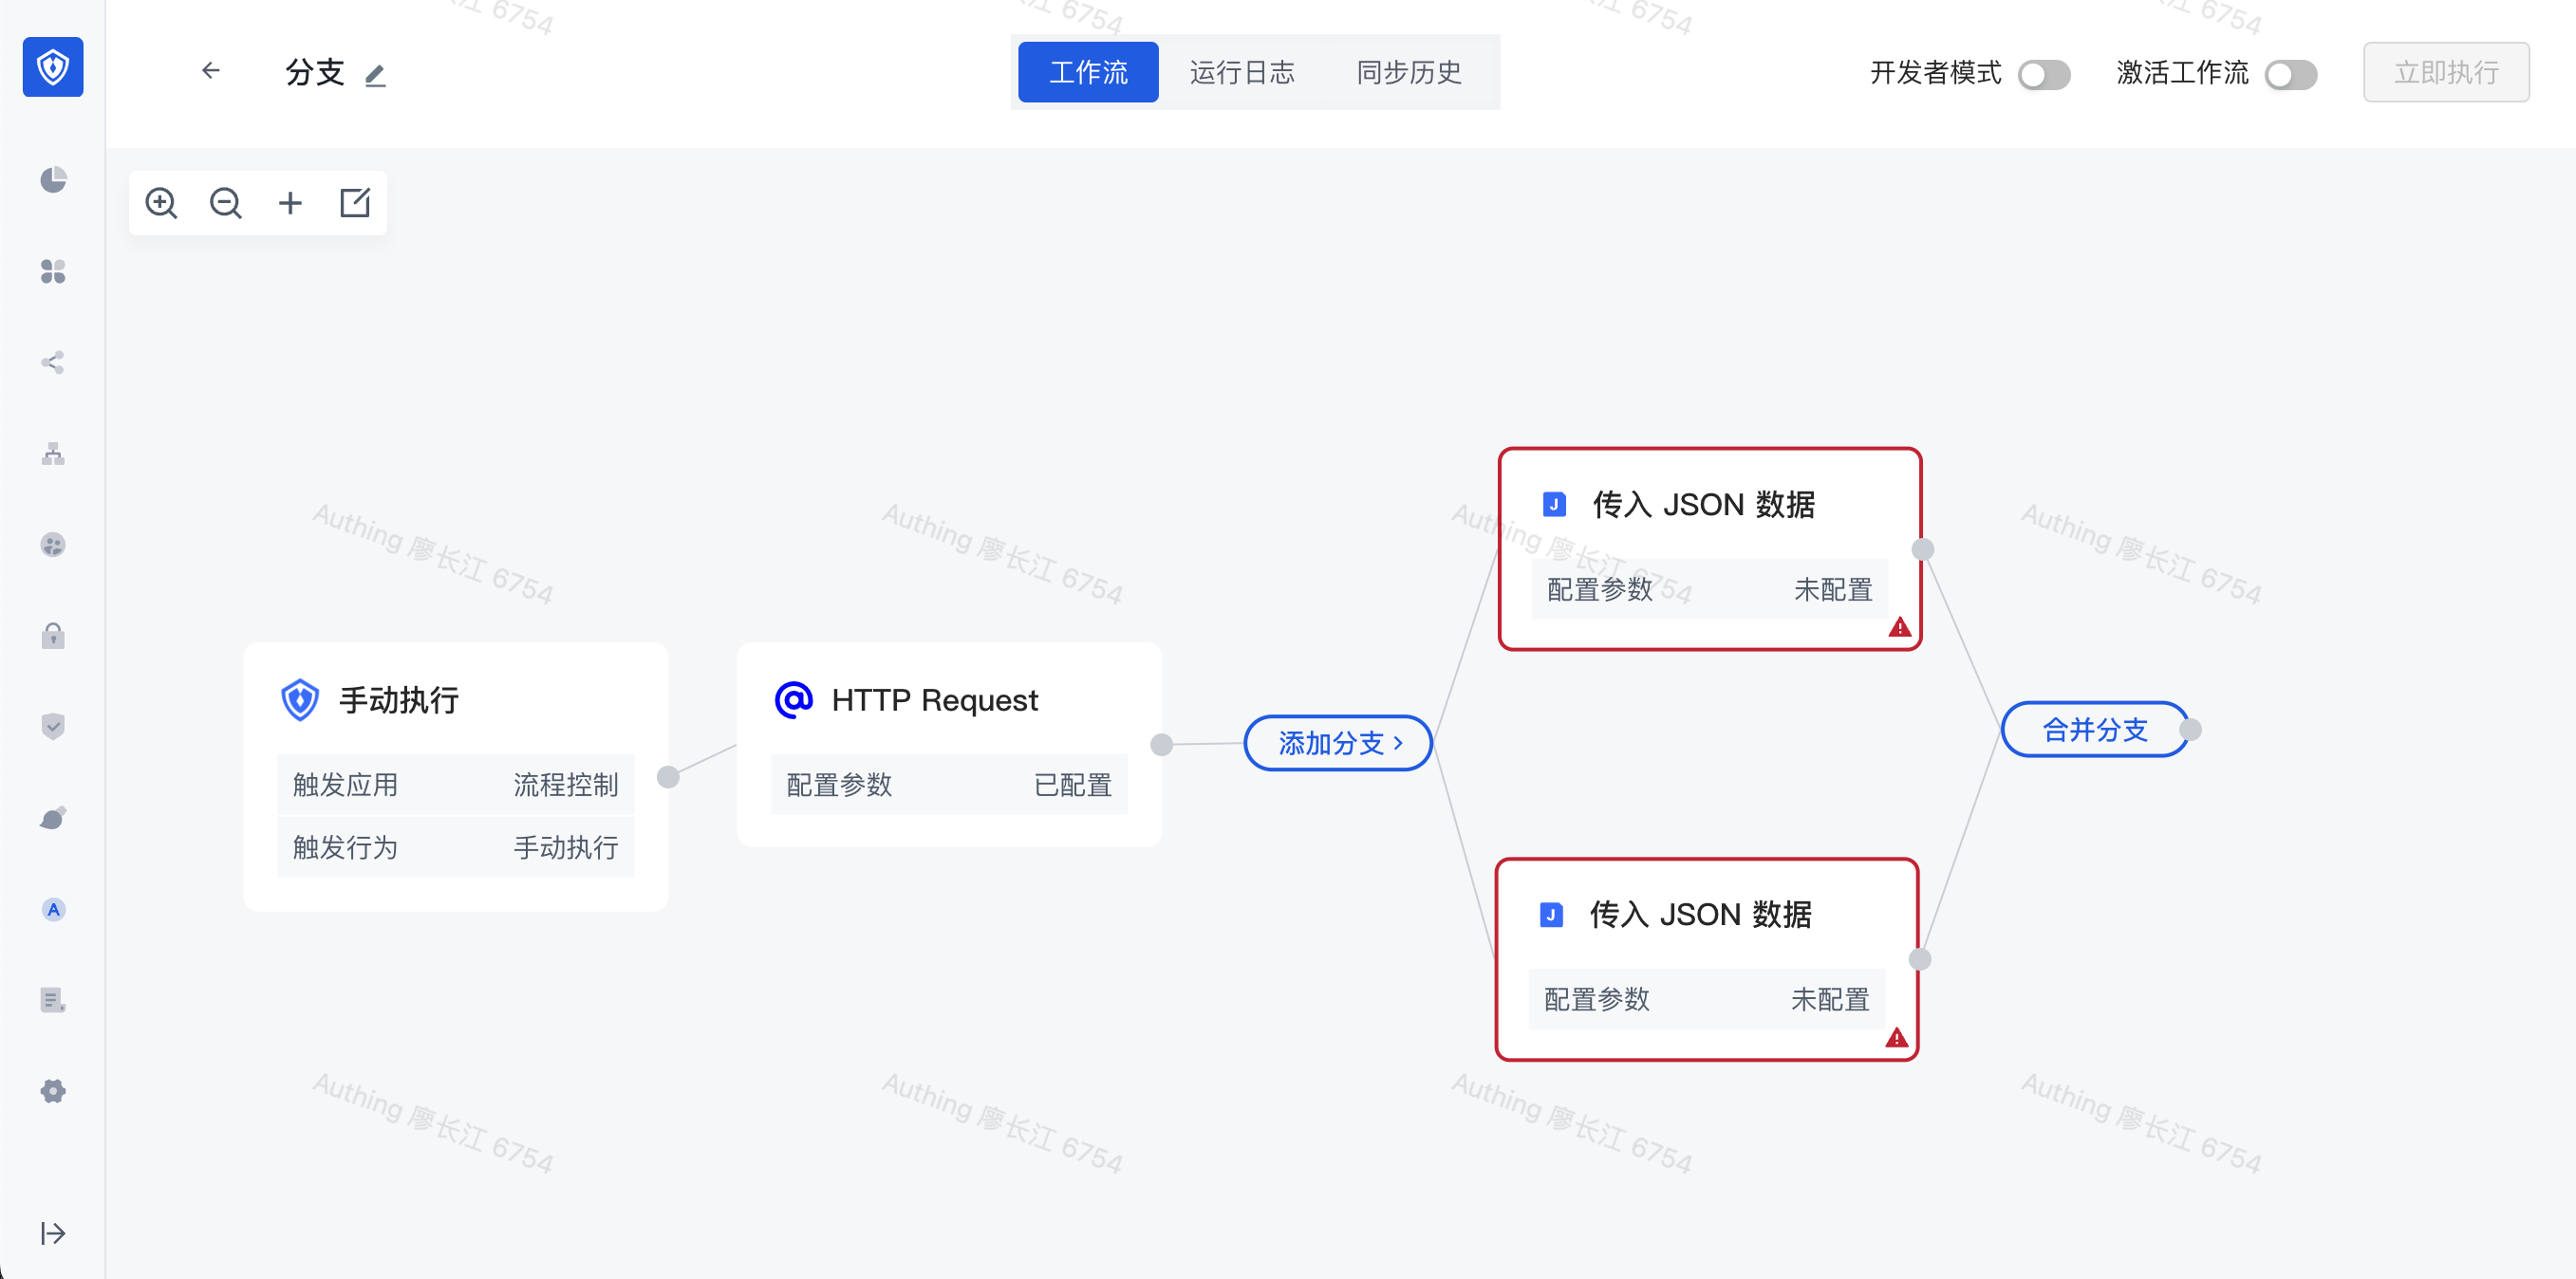 分支
工作流
运行日志
同步历史
开发者模式
激活工作流
立即执行
手动执行
触发应用 流程控制
触发行为 手动执行
HTTP Request
配置参数 已配置
添加分支
传入 JSON 数据
配置参数 未配置
传入 JSON 数据
配置参数 未配置
合并分支
6754
6754
6754
6754
Authing 廖长江 6754
Authing 廖长江 6754
Authing 廖长江 6754
Authing 廖长江 6754
Authing 廖长江 6754
Authing 廖长江 6754
Authing 廖长江 6754
Authing 廖长江 6754